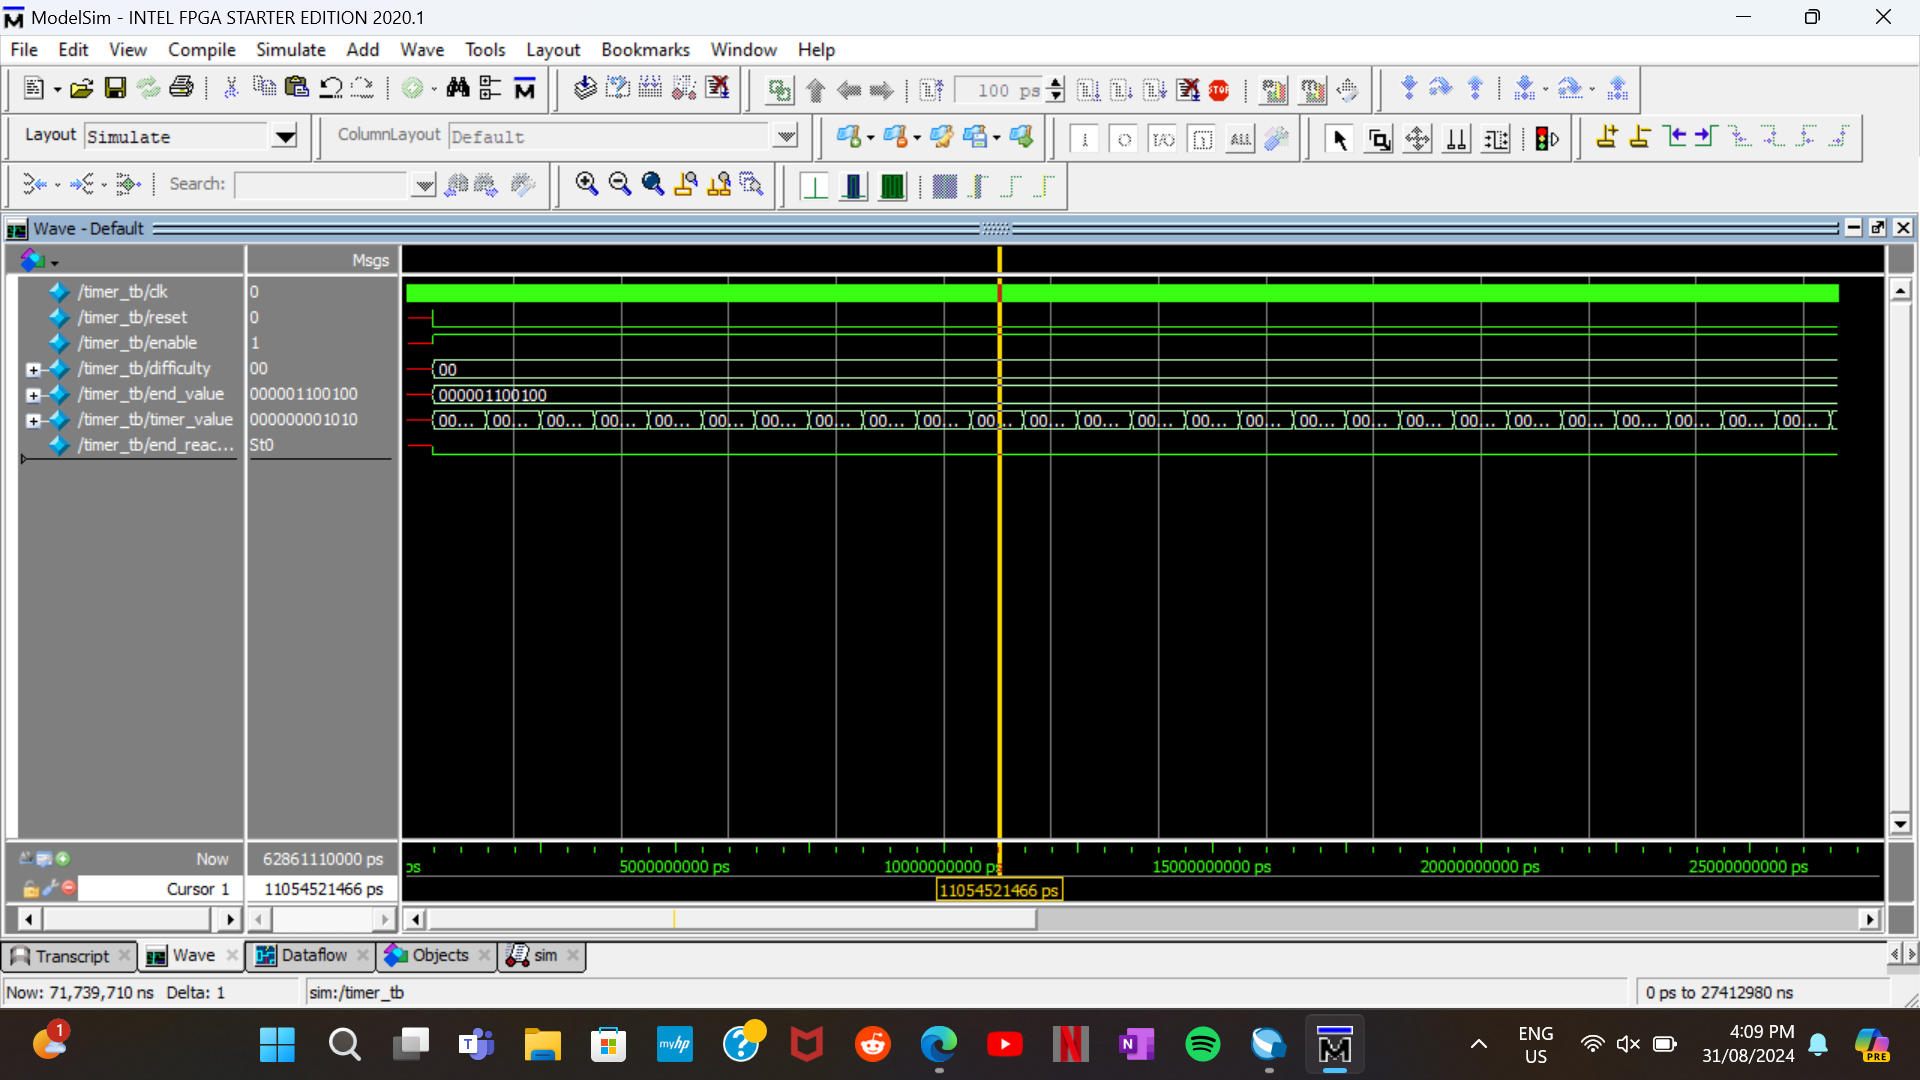 ModelSim - INTEL FPGA STARTER EDITION 2020.1
File Edit View Compile Simulate Add Wave Tools Layout Bookmarks Window Help
100 ps
STOP
Layout Simulate
ColumnLayout Default
ALL
Search:
Wave - Default
Msgs
/timer_tb/clk 0
/timer_tb/reset 0
/timer_tb/enable 1
/timer_tb/difficulty 00 00
/timer_tb/end_value 000001100100 000001100100
/timer_tb/timer_value 000000001010 00... 00... 00... 00... 00... 00... 00... 00... 00... 00... 00... 00... 00... 00... 00... 00... 00... 00... 00... 00... 00... 00... 00... 00... 00... 00...
/timer_tb/end_reac... St0
Now 62861110000 ps
ps 5000000000 ps 10000000000 ps 15000000000 ps 20000000000 ps 25000000000 ps
Cursor 1 11054521466 ps 11054521466 ps
Transcript Wave Dataflow Objects sim
Now: 71,739,710 ns Delta: 1 sim:/timer_tb 0 ps to 27412980 ns
1
T
myhp
?
N
N
M
ENG
US
4:09 PM
31/08/2024
PRE